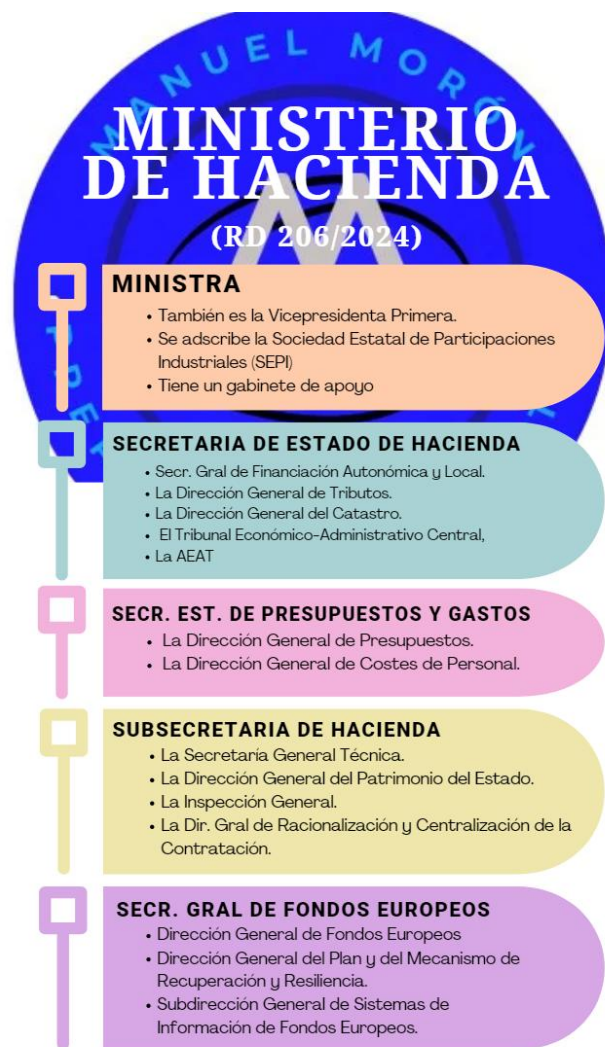 MANUEL MORÓN
MINISTERIO
DE HACIENDA
(RD 206/2024)
MINISTRA
• También es la Vicepresidenta Primera.
• Se adscribe la Sociedad Estatal de Participaciones
Industriales (SEPI)
• Tiene un gabinete de apoyo
SECRETARIA DE ESTADO DE HACIENDA
• Secr. Gral de Financiación Autonómica y Local.
• La Dirección General de Tributos.
• La Dirección General del Catastro.
• El Tribunal Económico-Administrativo Central,
• La AEAT
SECR. EST. DE PRESUPUESTOS Y GASTOS
• La Dirección General de Presupuestos.
• La Dirección General de Costes de Personal.
SUBSECRETARIA DE HACIENDA
• La Secretaría General Técnica.
• La Dirección General del Patrimonio del Estado.
• La Inspección General.
• La Dir. Gral de Racionalización y Centralización de la
Contratación.
SECR. GRAL DE FONDOS EUROPEOS
• Dirección General de Fondos Europeos
• Dirección General del Plan y del Mecanismo de
Recuperación y Resiliencia.
• Subdirección General de Sistemas de
Información de Fondos Europeos.